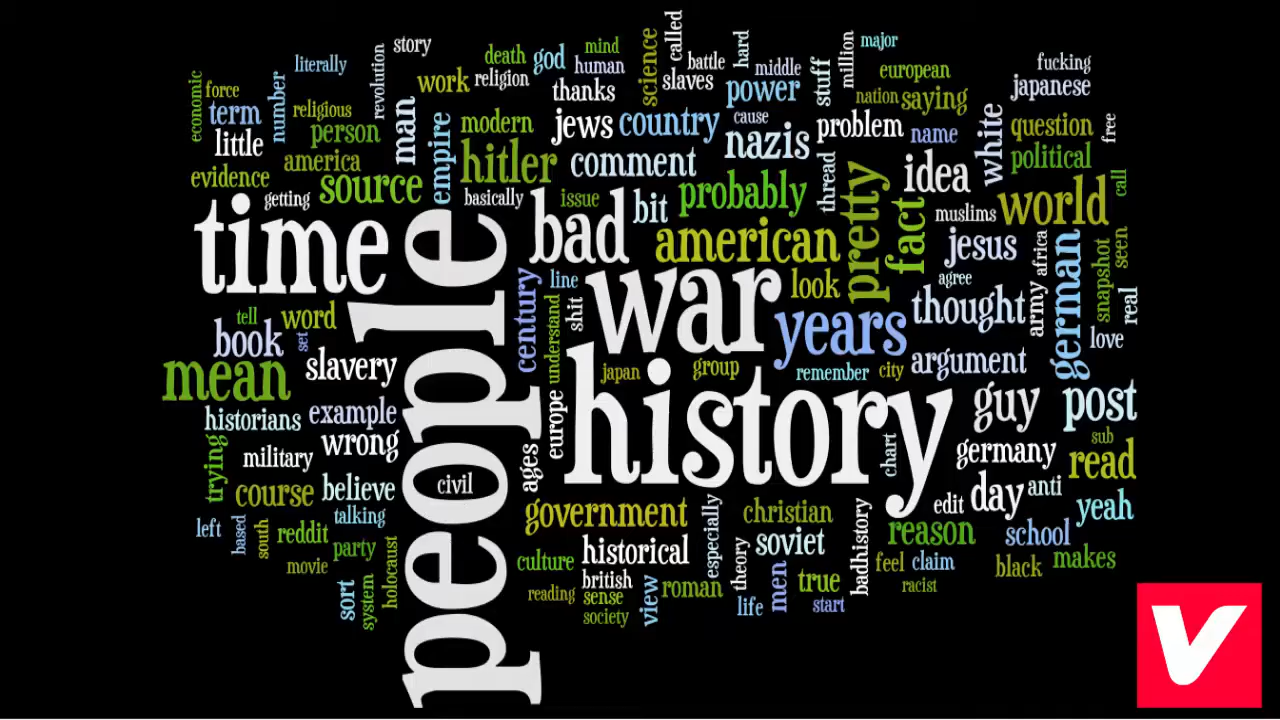 called
story
mind
hard
major
death
god
science
literally
human
battle
million
fucking
revolution
religion
middle
european
economic
force
number
work
slaves
stuff
japanese
thanks
power
nation
saying
term
religious
man
modern
jews
country
cause
problem
name
white
question
free
little
person
empire
nazis
america
hitler
comment
thread
pretty
idea
political
evidence
source
probably
call
getting
basically
issue
bit
fact
muslims
world
time
people
bad
american
jesus
africa
german
seen
century
line
war
look
agree
snapshot
tell
word
understand
shit
years
thought
army
real
book
set
love
mean
slavery
japan
group
remember
city
argument
historians
example
europe
history
guy
post
wrong
chart
sub
trying
military
ages
germany
read
course
believe
civil
edit
day
anti
left
based
south
reddit
talking
government
especially
christian
badhistory
reason
school
yeah
movie
party
holocaust
culture
historical
theory
soviet
feel
claim
black
makes
sort
system
reading
british
sense
society
view
roman
life
men
true
start
racist
V